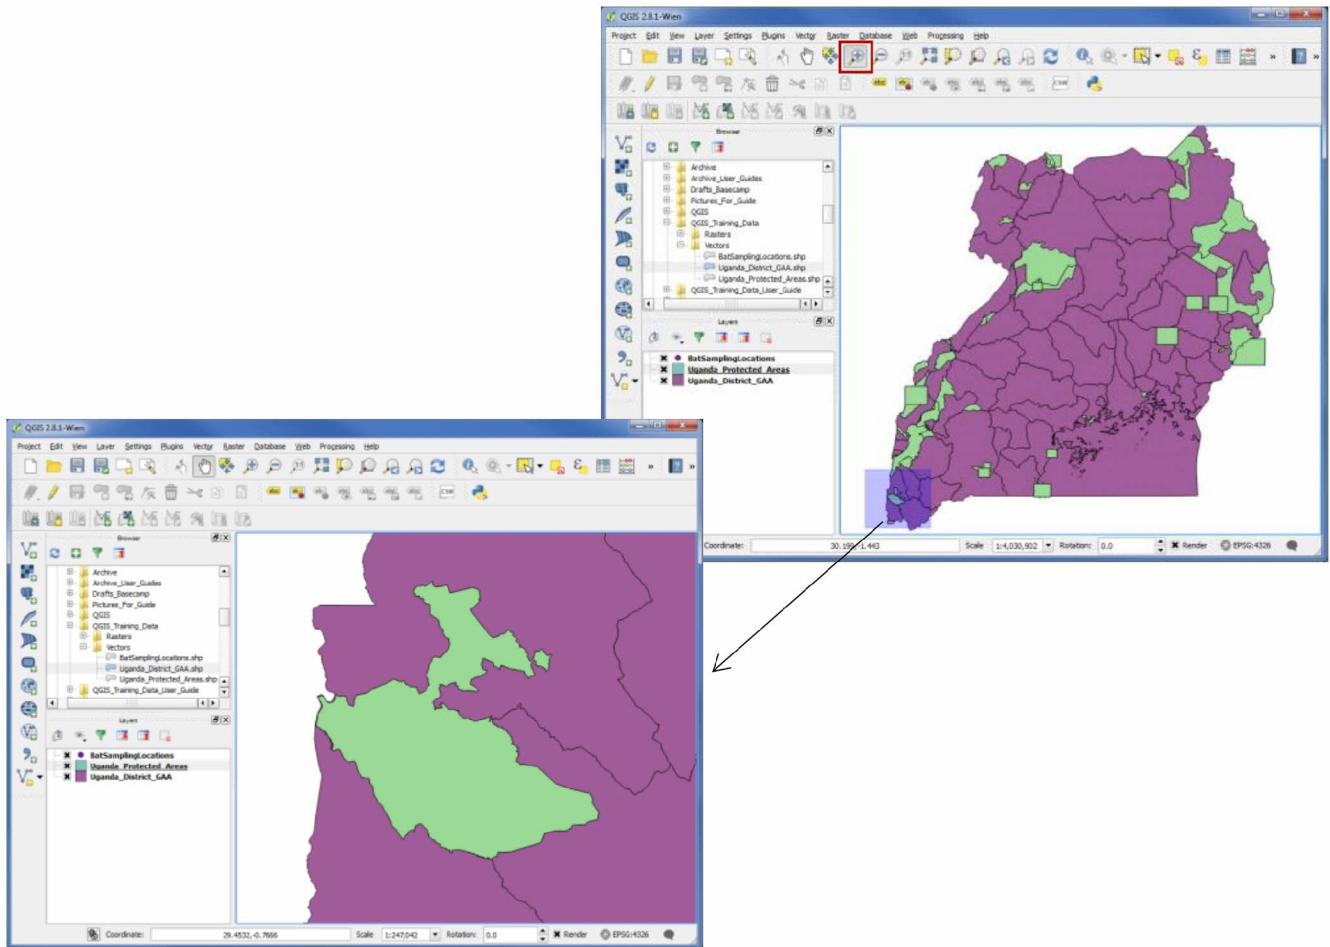 QGIS 2.8.1-Wien
Project Edit View Layer Settings Plugins Vector Raster Database Web Processing Help
Browser
Archive
Archive_User_Guides
Drafts_Basecamp
Pictures_For_Guide
QGIS
QGIS_Training_Data
Rasters
Vectors
BatSamplingLocations.shp
Uganda_District_GAA.shp
Uganda_Protected_Areas.shp
QGIS_Training_Data_User_Guide
Layers
BatSamplingLocations
Uganda_Protected_Areas
Uganda_District_GAA
Coordinate: 30.199,-1.443 Scale 1:4,030,902 Rotation: 0.0 Render EPSG:4326
QGIS 2.8.1-Wien
Project Edit View Layer Settings Plugins Vector Raster Database Web Processing Help
Browser
Archive
Archive_User_Guides
Drafts_Basecamp
Pictures_For_Guide
QGIS
QGIS_Training_Data
Rasters
Vectors
BatSamplingLocations.shp
Uganda_District_GAA.shp
Uganda_Protected_Areas.shp
QGIS_Training_Data_User_Guide
Layers
BatSamplingLocations
Uganda_Protected_Areas
Uganda_District_GAA
Coordinate: 29.4532,-0.7666 Scale 1:247,042 Rotation: 0.0 Render EPSG:4326